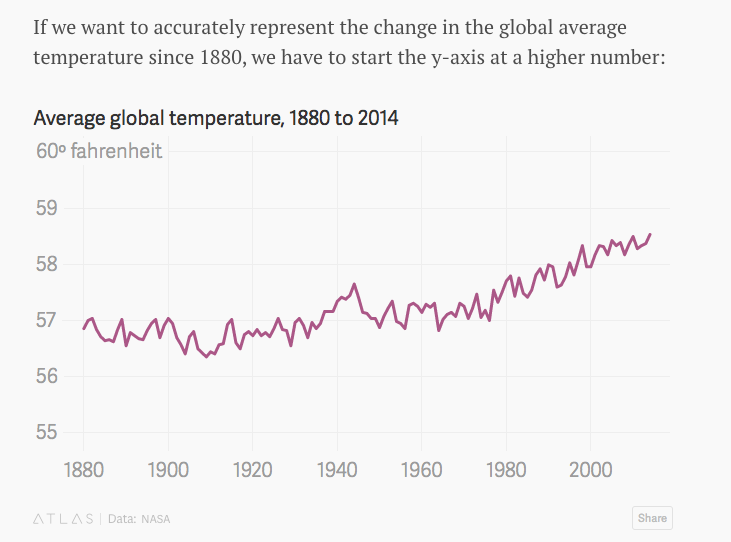 If we want to accurately represent the change in the global average
temperature since 1880, we have to start the y-axis at a higher number:
Average global temperature, 1880 to 2014
60º fahrenheit
59
58
57
56
55
1880 1900 1920 1940 1960 1980 2000
ATLAS | Data: NASA
Share